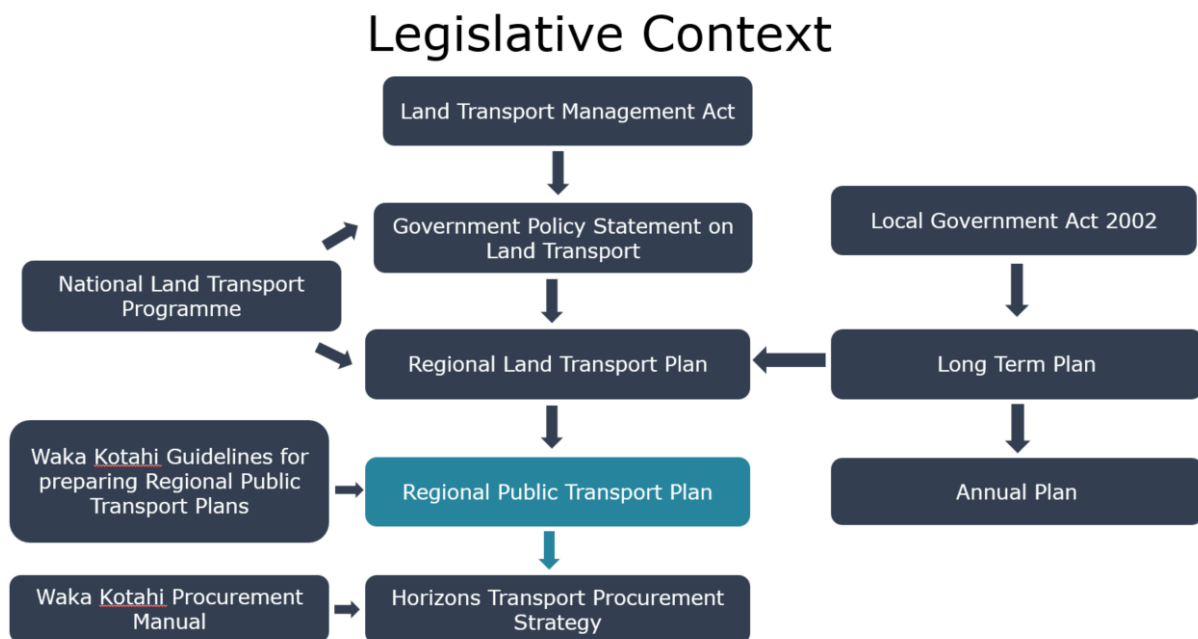 Legislative Context
Land Transport Management Act
Government Policy Statement on
Land Transport
Local Government Act 2002
National Land Transport
Programme
Regional Land Transport Plan
Long Term Plan
Waka Kotahi Guidelines for
preparing Regional Public
Transport Plans
Regional Public Transport Plan
Annual Plan
Waka Kotahi Procurement
Manual
Horizons Transport Procurement
Strategy